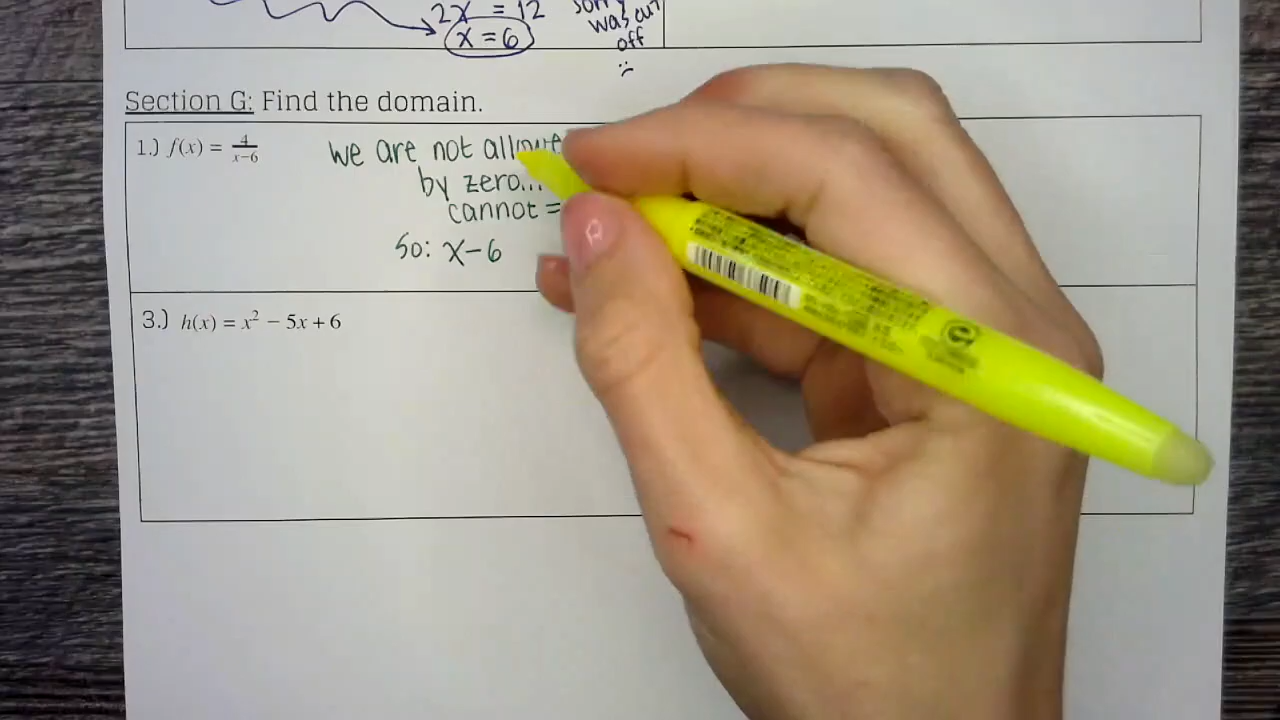 2x = 12
x = 6
sorry
was cut
off
Section G: Find the domain.
1.) f(x) = 4/x-6
we are not
by zero...
cannot =
So: x-6
3.) h(x) = x² - 5x + 6